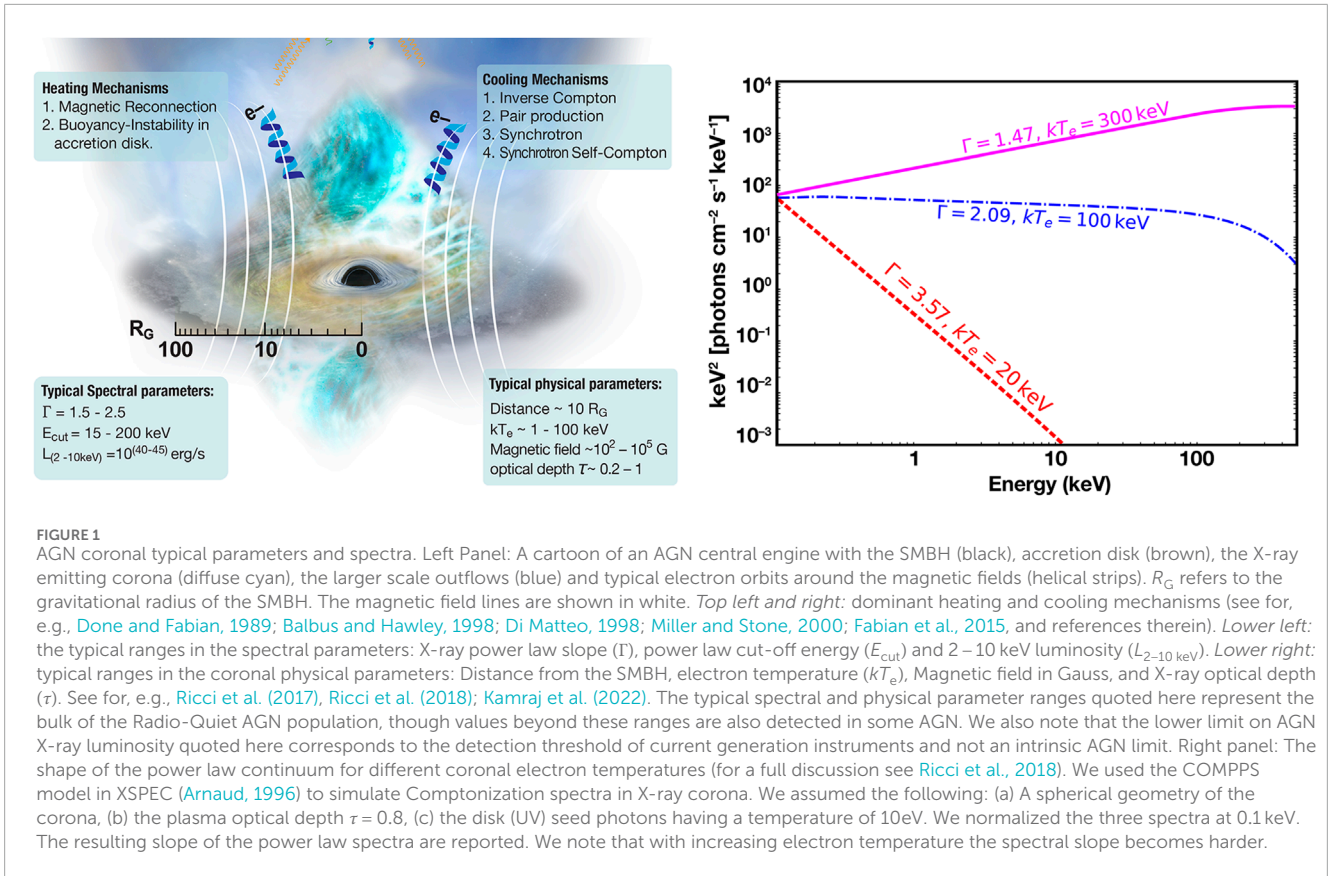 Heating Mechanisms
1. Magnetic Reconnection
2. Buoyancy-Instability in
accretion disk.
e-
e-
Cooling Mechanisms
1. Inverse Compton
2. Pair production
3. Synchrotron
4. Synchrotron Self-Compton
R_G
100 10 0
Typical Spectral parameters:
Γ = 1.5 - 2.5
E_cut = 15 - 200 keV
L_(2 -10keV) =10^(40-45) erg/s
Typical physical parameters:
Distance ~ 10 R_G
kT_e ~ 1 - 100 keV
Magnetic field ~10² – 10⁵ G
optical depth τ~ 0.2 – 1
keV² [photons cm⁻² s⁻¹ keV⁻¹]
10⁴
10³
10²
10¹
10⁰
10⁻¹
10⁻²
10⁻³
Γ = 1.47, kT_e = 300 keV
Γ = 2.09, kT_e = 100 keV
Γ = 3.57, kT_e = 20 keV
1 10 100
Energy (keV)
FIGURE 1
AGN coronal typical parameters and spectra. Left Panel: A cartoon of an AGN central engine with the SMBH (black), accretion disk (brown), the X-ray
emitting corona (diffuse cyan), the larger scale outflows (blue) and typical electron orbits around the magnetic fields (helical strips). R_G refers to the
gravitational radius of the SMBH. The magnetic field lines are shown in white. Top left and right: dominant heating and cooling mechanisms (see for,
e.g., Done and Fabian, 1989; Balbus and Hawley, 1998; Di Matteo, 1998; Miller and Stone, 2000; Fabian et al., 2015, and references therein). Lower left:
the typical ranges in the spectral parameters: X-ray power law slope (Γ), power law cut-off energy (E_cut) and 2 – 10 keV luminosity (L_2–10 keV). Lower right:
typical ranges in the coronal physical parameters: Distance from the SMBH, electron temperature (kT_e), Magnetic field in Gauss, and X-ray optical depth
(τ). See for, e.g., Ricci et al. (2017), Ricci et al. (2018); Kamraj et al. (2022). The typical spectral and physical parameter ranges quoted here represent the
bulk of the Radio-Quiet AGN population, though values beyond these ranges are also detected in some AGN. We also note that the lower limit on AGN
X-ray luminosity quoted here corresponds to the detection threshold of current generation instruments and not an intrinsic AGN limit. Right panel: The
shape of the power law continuum for different coronal electron temperatures (for a full discussion see Ricci et al., 2018). We used the COMPPS
model in XSPEC (Arnaud, 1996) to simulate Comptonization spectra in X-ray corona. We assumed the following: (a) A spherical geometry of the
corona, (b) the plasma optical depth τ = 0.8, (c) the disk (UV) seed photons having a temperature of 10eV. We normalized the three spectra at 0.1 keV.
The resulting slope of the power law spectra are reported. We note that with increasing electron temperature the spectral slope becomes harder.